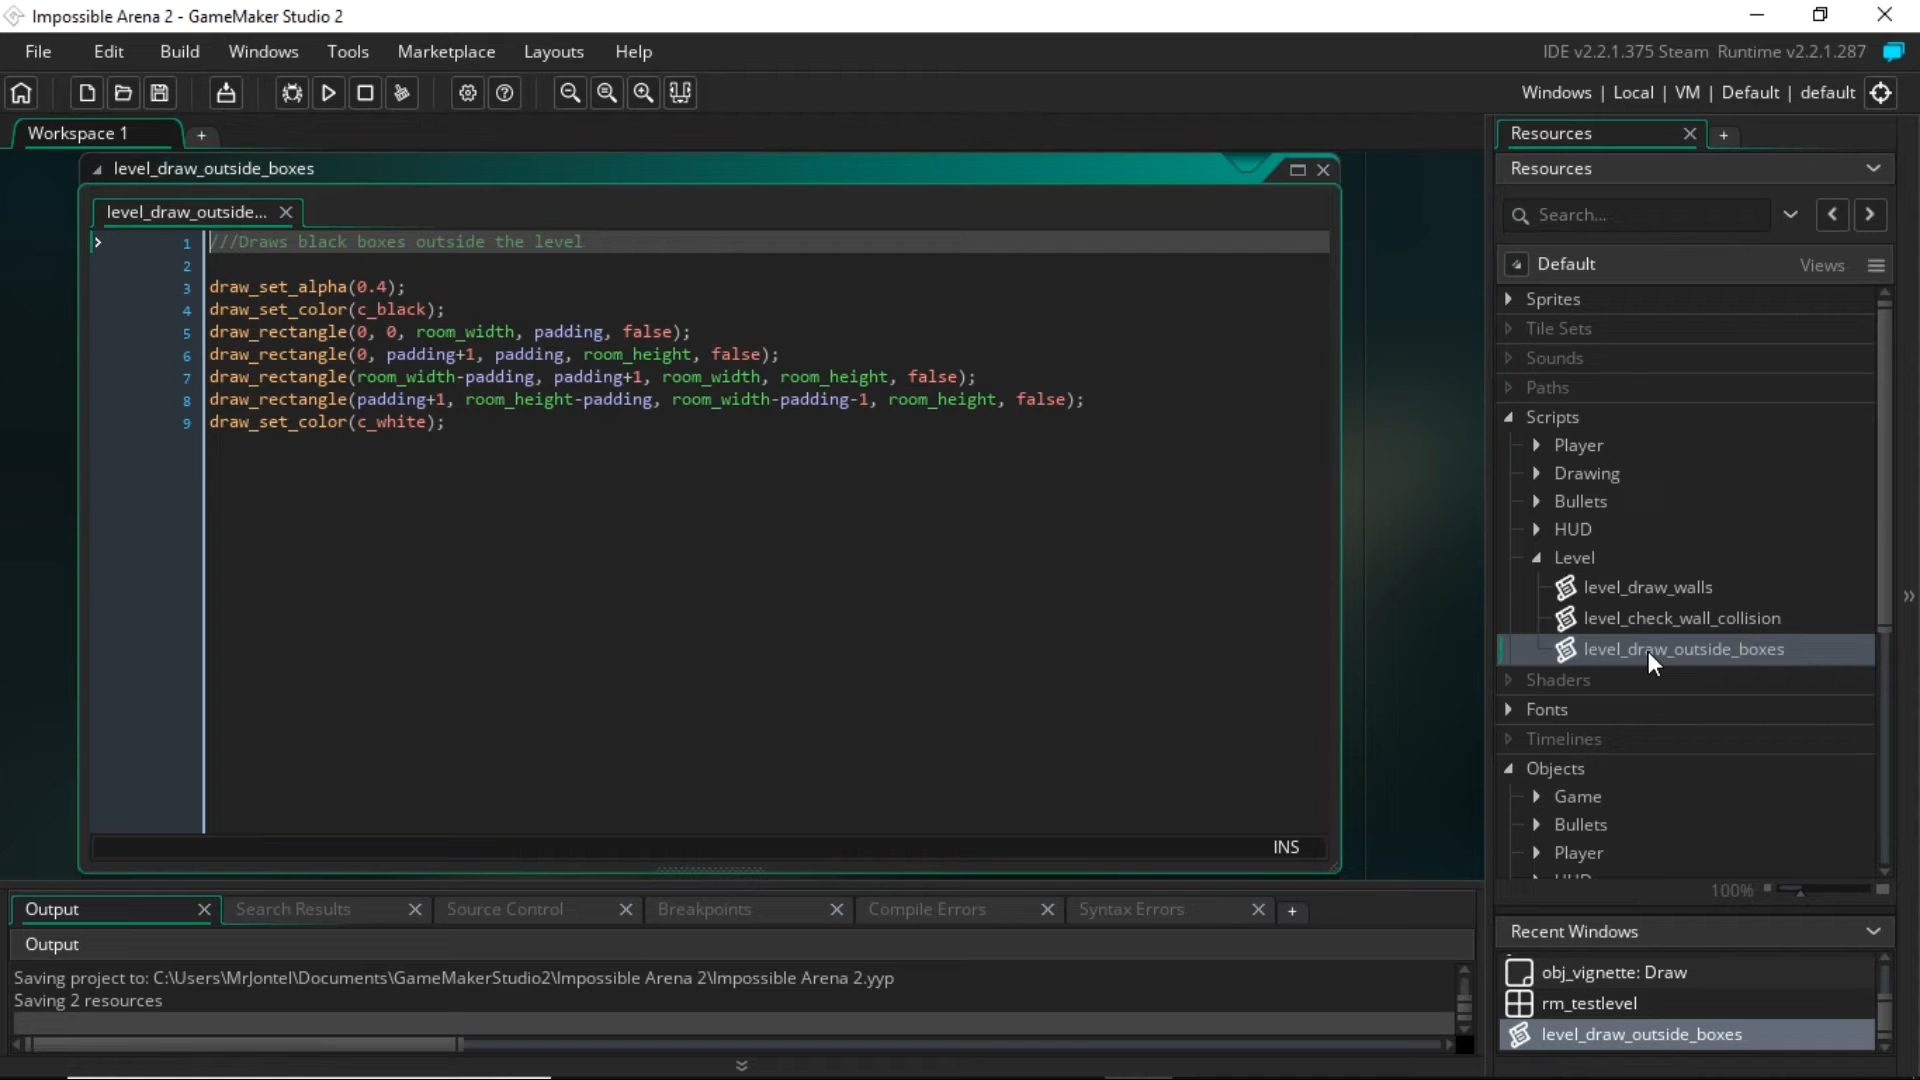 Impossible Arena 2 - GameMaker Studio 2
File Edit Build Windows Tools Marketplace Layouts Help
IDE v2.2.1.375 Steam Runtime v2.2.1.287
Windows | Local | VM | Default | default
Workspace 1
level_draw_outside_boxes
level_draw_outside...
1 ///Draws black boxes outside the level
2
3 draw_set_alpha(0.4);
4 draw_set_color(c_black);
5 draw_rectangle(0, 0, room_width, padding, false);
6 draw_rectangle(0, padding+1, padding, room_height, false);
7 draw_rectangle(room_width-padding, padding+1, room_width, room_height, false);
8 draw_rectangle(padding+1, room_height-padding, room_width-padding-1, room_height, false);
9 draw_set_color(c_white);
INS
Output Search Results Source Control Breakpoints Compile Errors Syntax Errors
Output
Saving project to: C:\Users\MrJontel\Documents\GameMakerStudio2\Impossible Arena 2\Impossible Arena 2.yyp
Saving 2 resources
Resources
Resources
Search...
Default Views
Sprites
Tile Sets
Sounds
Paths
Scripts
Player
Drawing
Bullets
HUD
Level
level_draw_walls
level_check_wall_collision
level_draw_outside_boxes
Shaders
Fonts
Timelines
Objects
Game
Bullets
Player
HUD
100%
Recent Windows
obj_vignette: Draw
rm_testlevel
level_draw_outside_boxes